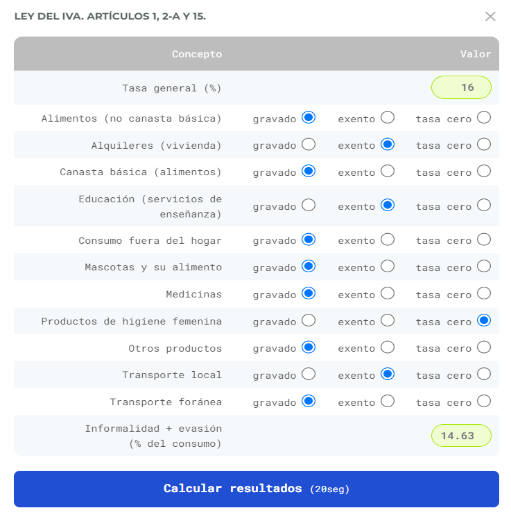 LEY DEL IVA. ARTÍCULOS 1, 2-A Y 15.
Concepto Valor
Tasa general (%) 16
Alimentos (no canasta básica) gravado exento tasa cero
Alquileres (vivienda) gravado exento tasa cero
Canasta básica (alimentos) gravado exento tasa cero
Educación (servicios de
enseñanza) gravado exento tasa cero
Consumo fuera del hogar gravado exento tasa cero
Mascotas y su alimento gravado exento tasa cero
Medicinas gravado exento tasa cero
Productos de higiene femenina gravado exento tasa cero
Otros productos gravado exento tasa cero
Transporte local gravado exento tasa cero
Transporte foránea gravado exento tasa cero
Informalidad + evasión
(% del consumo) 14.63
Calcular resultados (20seg)